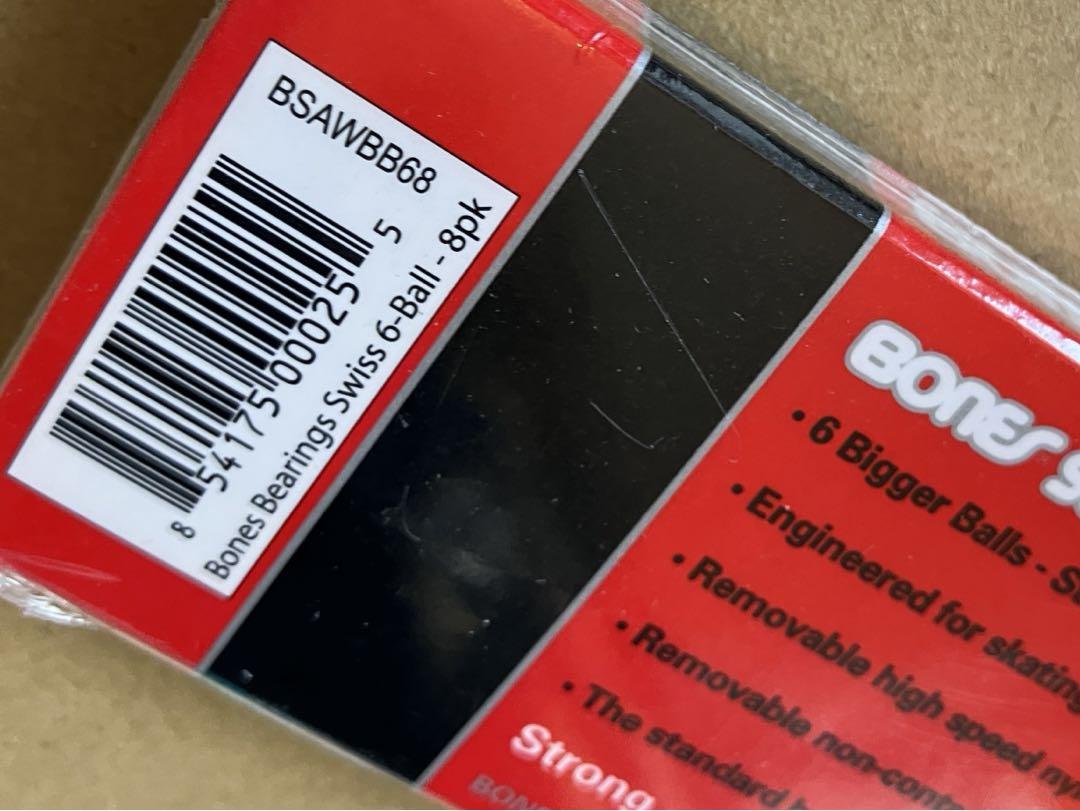 BSAWBB68
8 54175 00025 5
Bones Bearings Swiss 6-Ball - 8pk
BONES
• 6 Bigger Balls -
• Engineered for skating
• Removable high speed
• Removable
• The standard
Strong